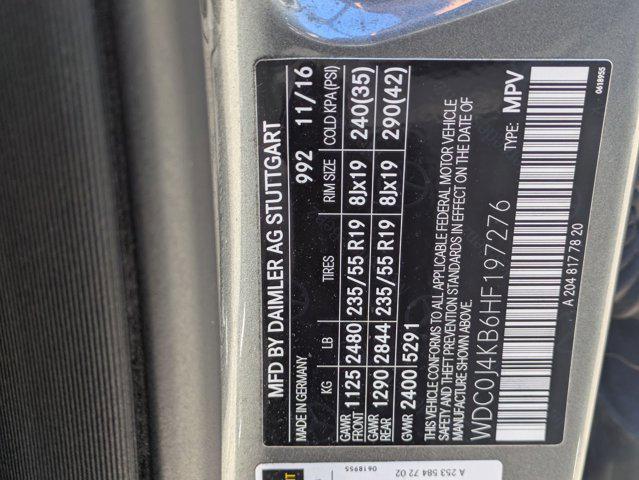 MFD BY DAIMLER AG STUTTGART
MADE IN GERMANY 992 11/16
KG LB TIRES RIM SIZE COLD KPA (PSI)
GAWR FRONT 1125 2480 235/55 R19 8Jx19 240(35)
GAWR REAR 1290 2844 235/55 R19 8Jx19 290(42)
GVWR 2400 5291
THIS VEHICLE CONFORMS TO ALL APPLICABLE FEDERAL MOTOR VEHICLE
SAFETY AND THEFT PREVENTION STANDARDS IN EFFECT ON THE DATE OF
MANUFACTURE SHOWN ABOVE.
WDC0J4KB6HF197276 TYPE: MPV
A 204 817 78 20
0618955
A 253 584 72 02
0618955